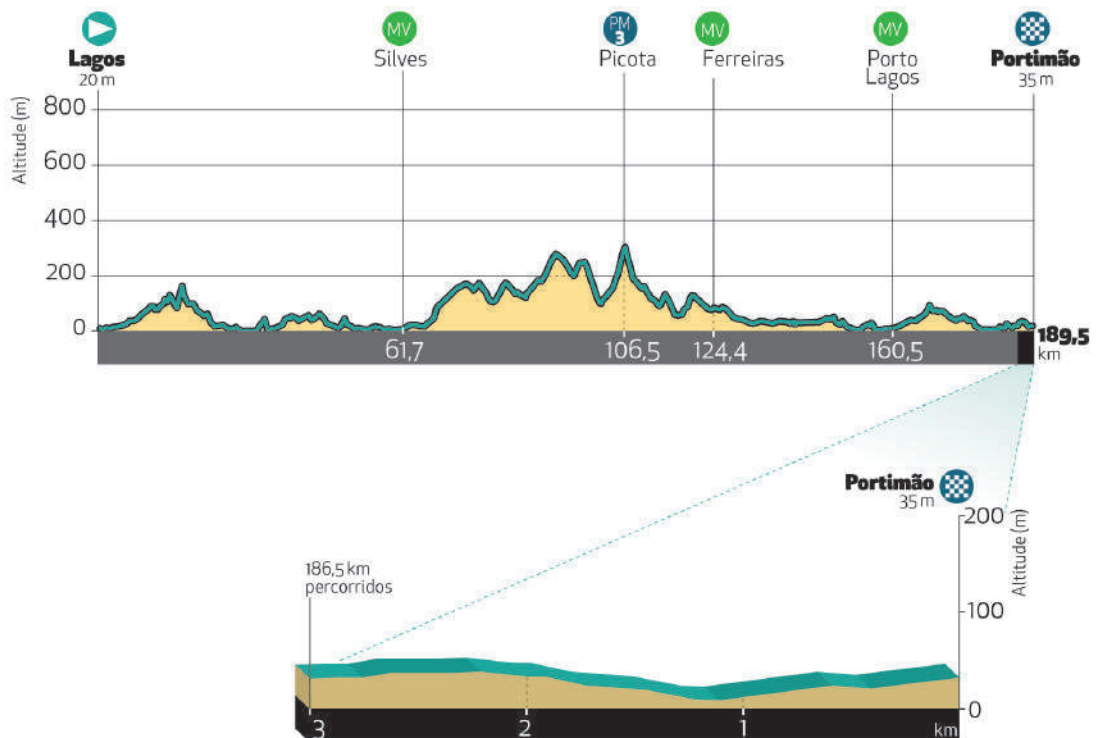 MV
PM
3
MV
MV
Lagos
20 m
Silves
Picota
Ferreiras
Porto
Lagos
Portimão
35 m
Altitude (m)
800
600
400
200
0
61,7
106,5
124,4
160,5
189,5
km
Portimão
35 m
200
100
0
Altitude (m)
186,5 km
percorridos
3
2
1
km